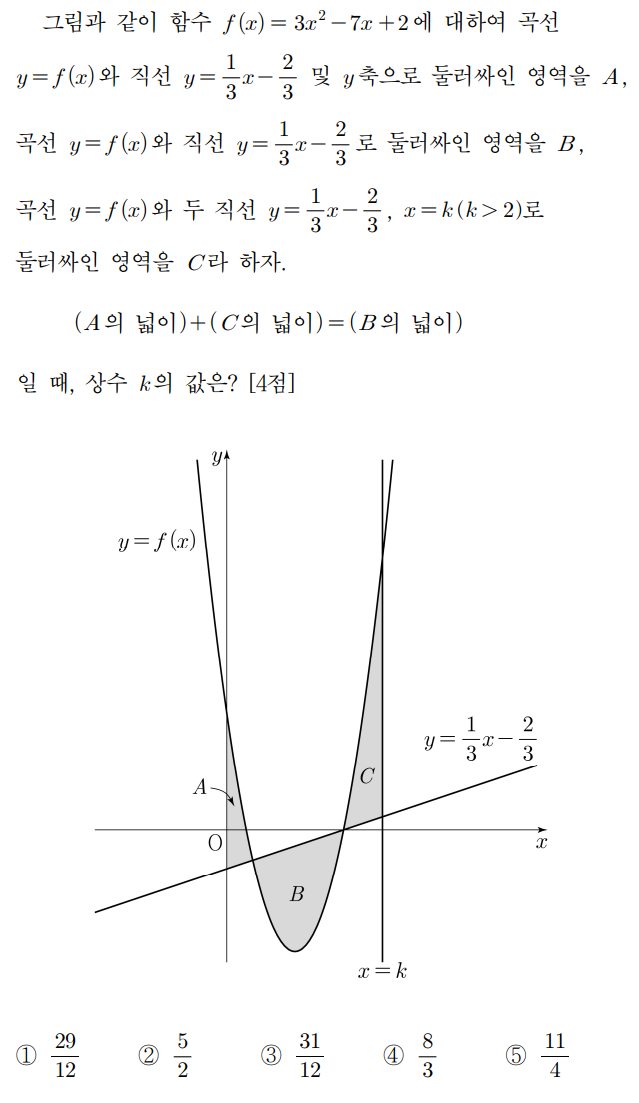 그림과 같이 함수 f(x) = 3x² − 7x + 2에 대하여 곡선
y = f(x)와 직선 y = 1/3 x − 2/3 및 y축으로 둘러싸인 영역을 A,
곡선 y = f(x)와 직선 y = 1/3 x − 2/3 로 둘러싸인 영역을 B,
곡선 y = f(x)와 두 직선 y = 1/3 x − 2/3, x = k (k > 2)로
둘러싸인 영역을 C라 하자.
(A의 넓이) + (C의 넓이) = (B의 넓이)
일 때, 상수 k의 값은? [4점]
y
y = f(x)
y = 1/3 x − 2/3
C
A
O
x
B
x = k
① 29/12 ② 5/2 ③ 31/12 ④ 8/3 ⑤ 11/4